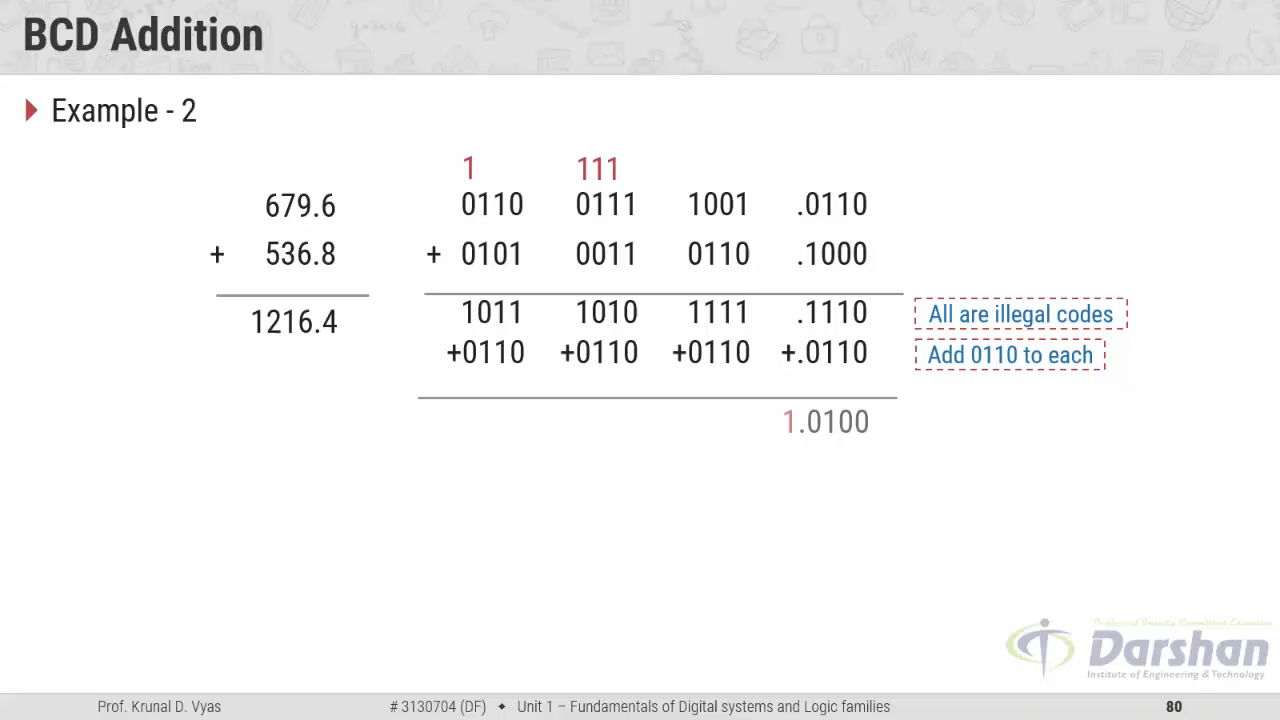 BCD Addition
Example - 2
1 111
679.6 0110 0111 1001 .0110
+ 536.8 + 0101 0011 0110 .1000
1216.4 1011 1010 1111 .1110 All are illegal codes
+0110 +0110 +0110 +.0110 Add 0110 to each
1.0100
Darshan
Institute of Engineering & Technology
Prof. Krunal D. Vyas # 3130704 (DF) ◆ Unit 1 – Fundamentals of Digital systems and Logic families 80